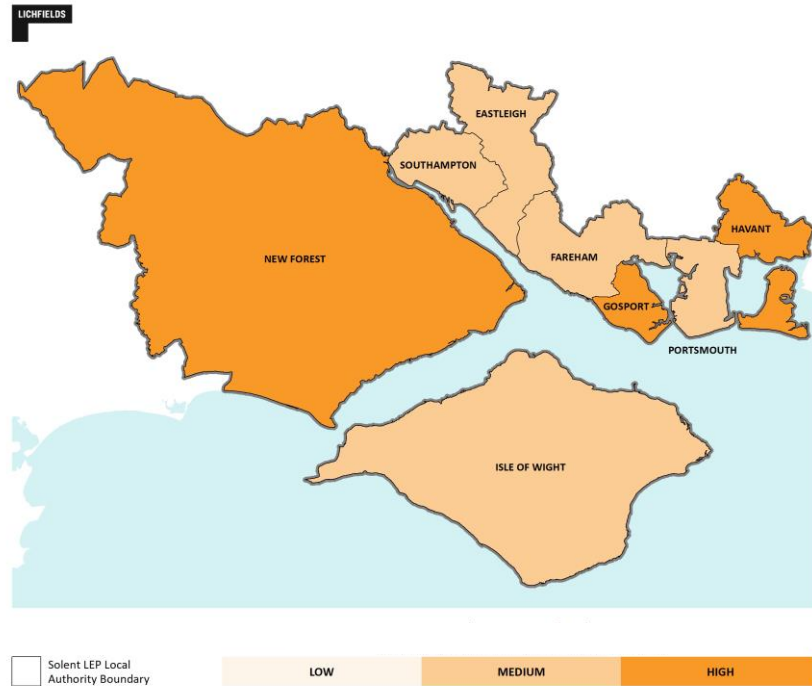 LICHFIELDS
EASTLEIGH
SOUTHAMPTON
HAVANT
NEW FOREST
FAREHAM
GOSPORT
PORTSMOUTH
ISLE OF WIGHT
Solent LEP Local
Authority Boundary
LOW
MEDIUM
HIGH